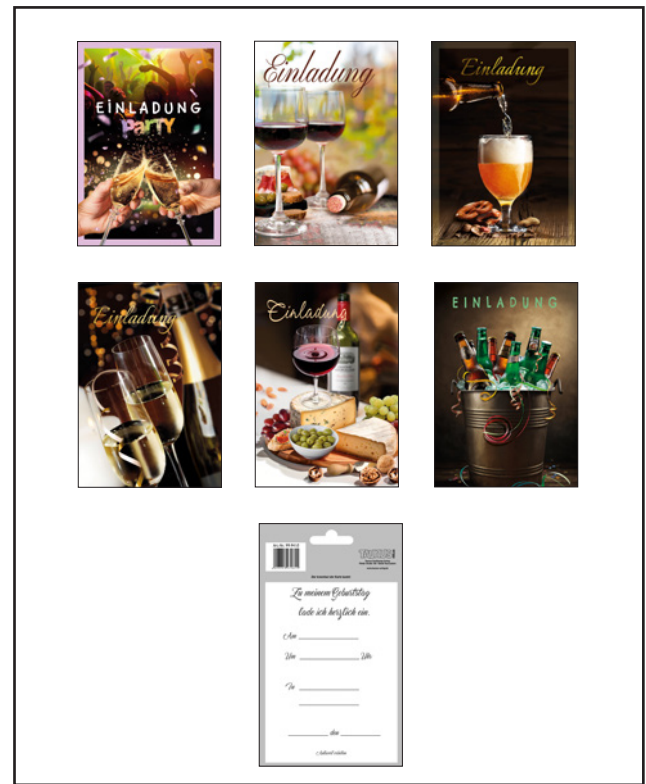 EINLADUNG
PARTY
Einladung
Einladung
Einladung
Einladung
EINLADUNG
Zu meinem Geburtstag
lade ich herzlich ein.
Am
Um Uhr
In
den